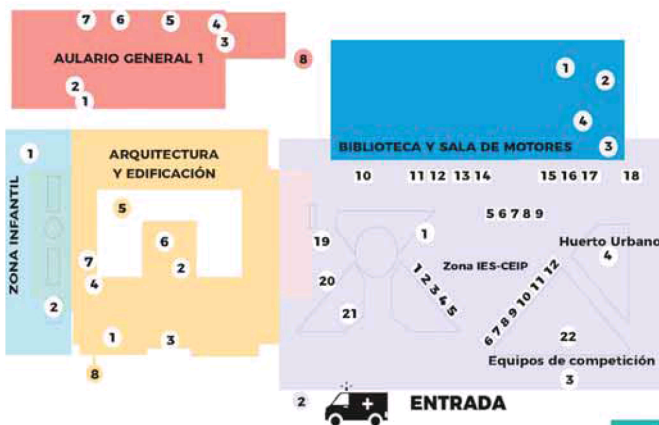 7 6 5 4
3
AULARIO GENERAL 1
8
2
1
1
2
4
3
BIBLIOTECA Y SALA DE MOTORES
ZONA INFANTIL
1
2
ARQUITECTURA
Y EDIFICACIÓN
5
6
7
2
4
1
3
8
10 11 12 13 14 15 16 17 18
5 6 7 8 9
1
19
Zona IES-CEIP
Huerto Urbano
4
20
1 2 3 4 5
6 7 8 9 10 11 12
21
22
Equipos de competición
3
2
ENTRADA